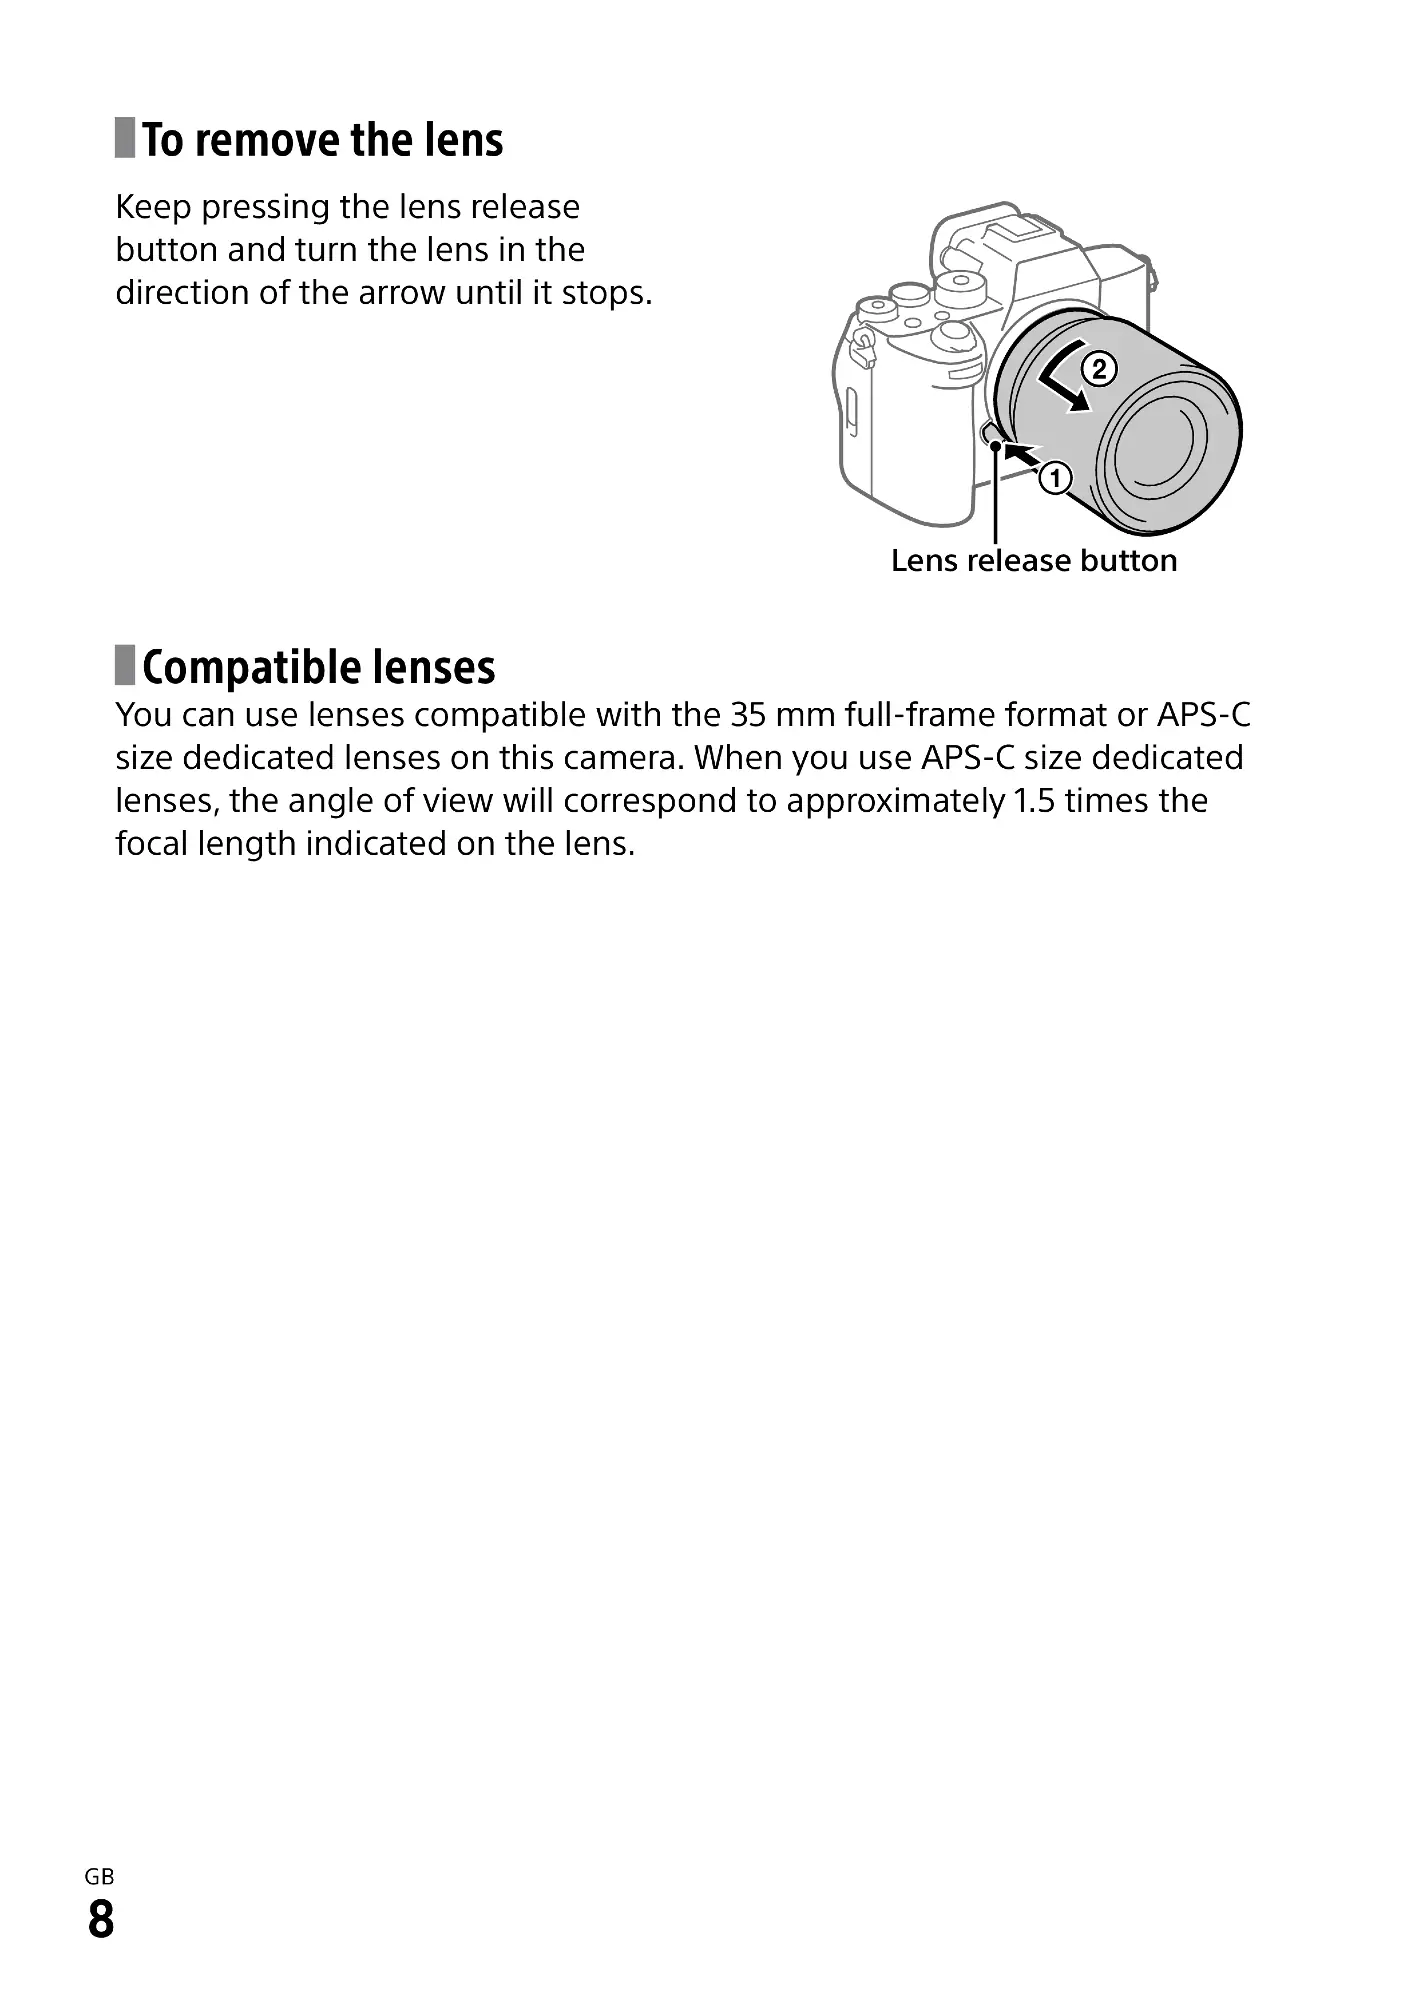 To remove the lens
Keep pressing the lens release
button and turn the lens in the
direction of the arrow until it stops.
②
①
Lens release button
Compatible lenses
You can use lenses compatible with the 35 mm full-frame format or APS-C
size dedicated lenses on this camera. When you use APS-C size dedicated
lenses, the angle of view will correspond to approximately 1.5 times the
focal length indicated on the lens.
GB
8